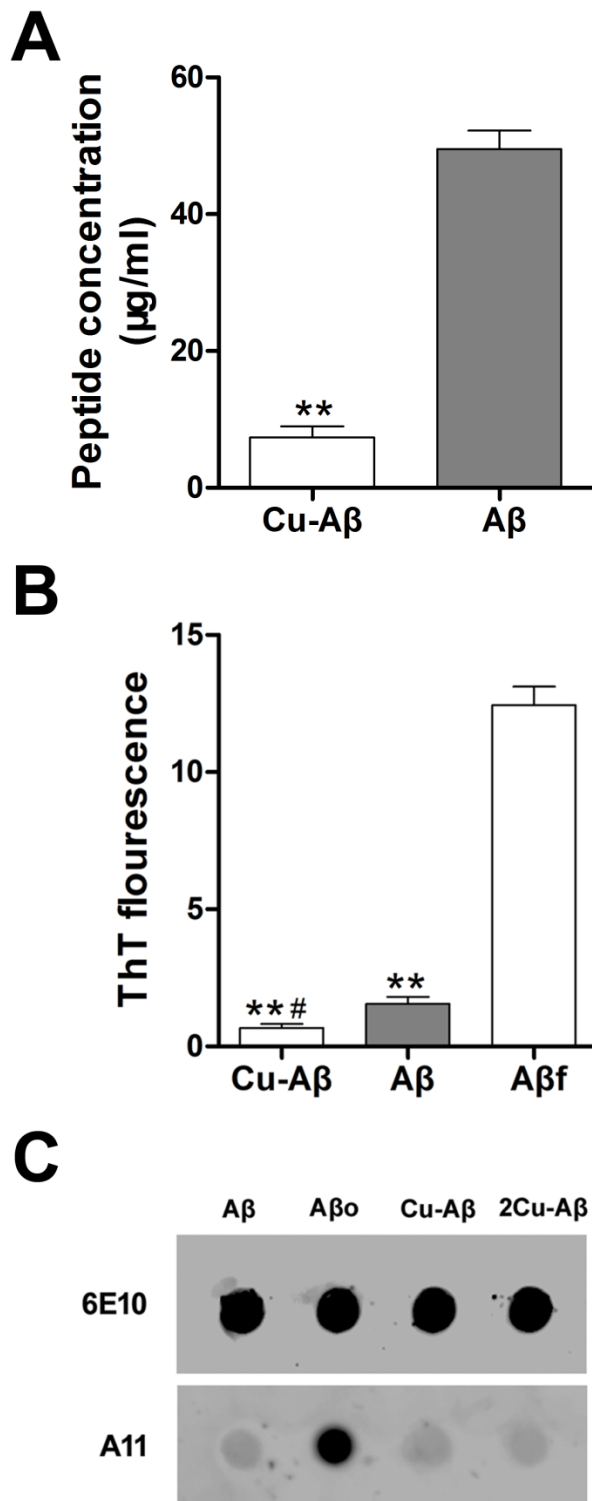 A
Peptide concentration
(µg/ml)
60
40
20
0
**
Cu-Aβ
Aβ
B
ThT flourescence
15
10
5
0
**#
**
Cu-Aβ
Aβ
Aβf
C
Aβ
Aβo
Cu-Aβ
2Cu-Aβ
6E10
A11